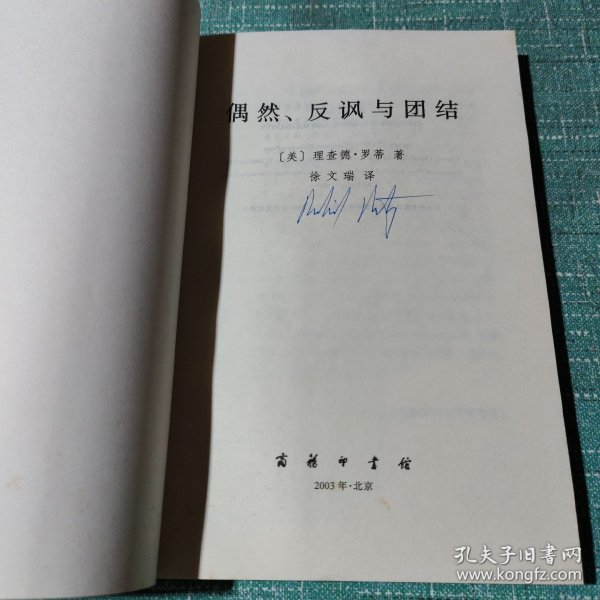 偶然、反讽与团结
〔美〕理查德·罗蒂 著
徐文瑞 译
商务印书馆
2003年·北京
孔夫子旧书网
www.kongfz.com